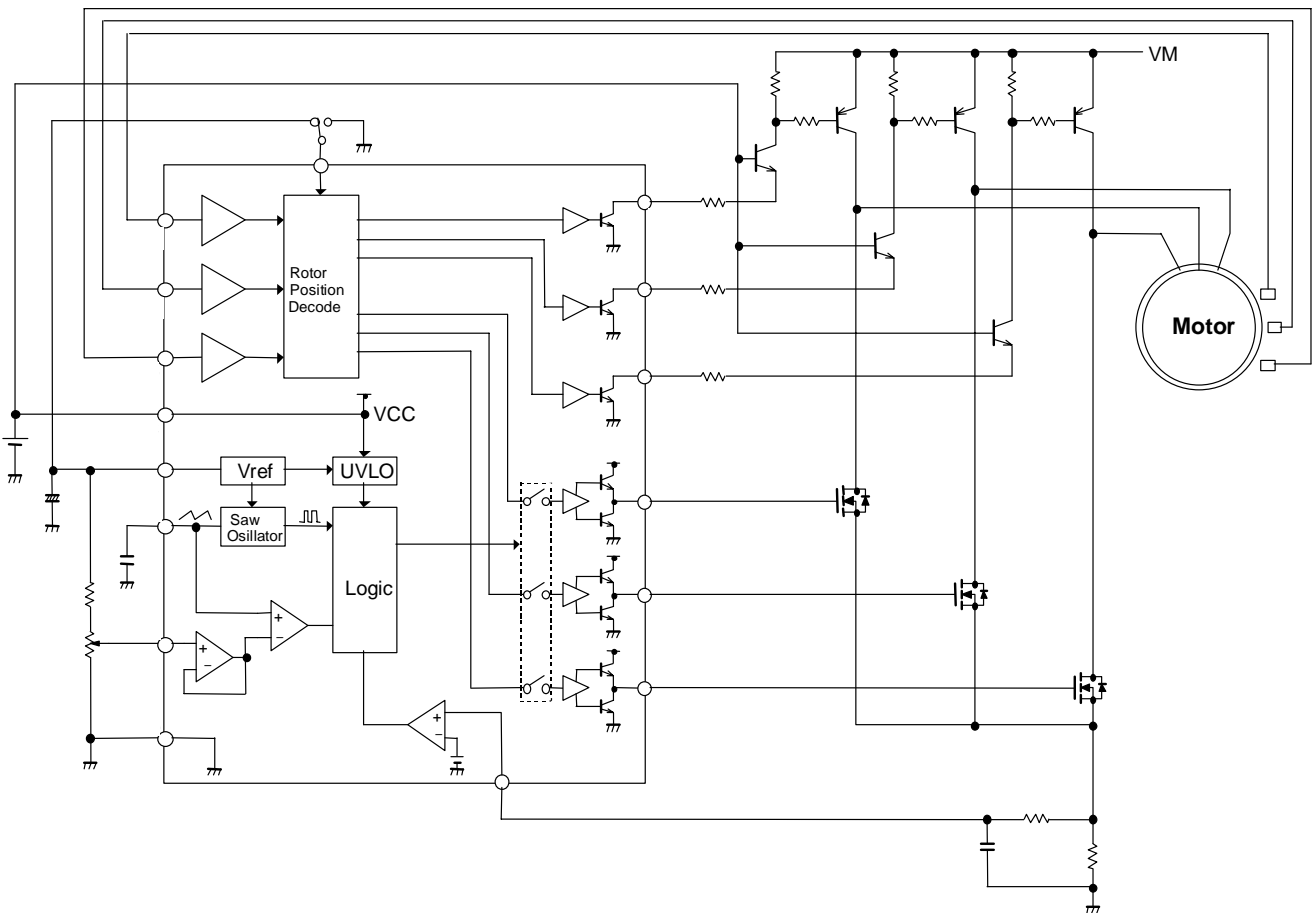 VM
Rotor
Position
Decode
Motor
VCC
Vref
UVLO
Saw
Osillator
Logic
+
−
+
−
+
−